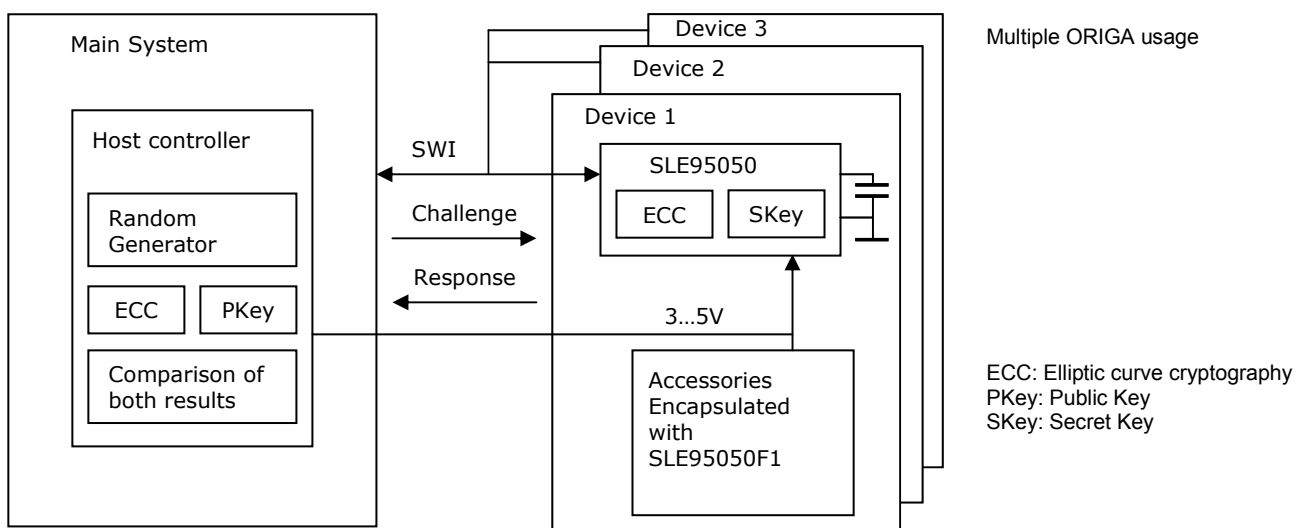 Main System
Host controller
Random
Generator
ECC
PKey
Comparison of
both results
SWI
Challenge
Response
3...5V
Device 3
Device 2
Device 1
SLE95050
ECC
SKey
Accessories
Encapsulated
with
SLE95050F1
Multiple ORIGA usage
ECC: Elliptic curve cryptography
PKey: Public Key
SKey: Secret Key